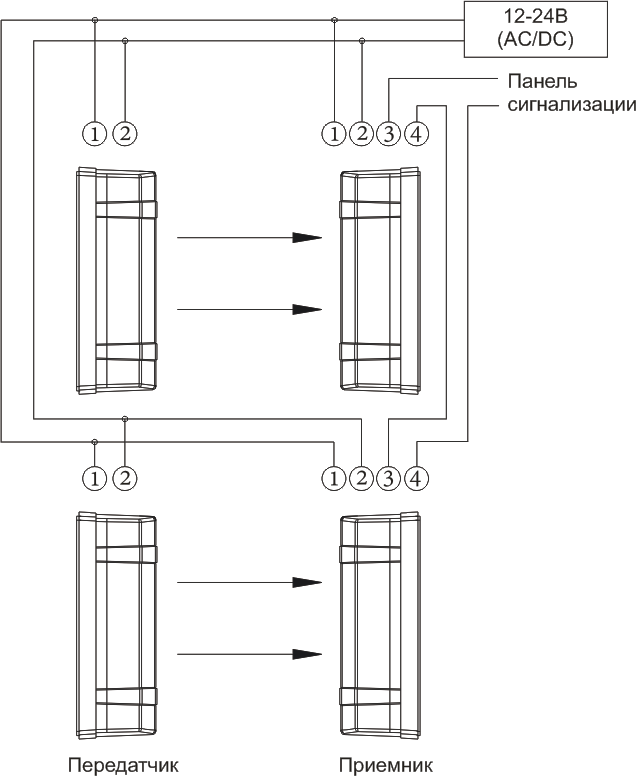 12-24В
(AC/DC)
Панель
сигнализации
1 2 1 2 3 4
1 2 1 2 3 4
Передатчик Приемник